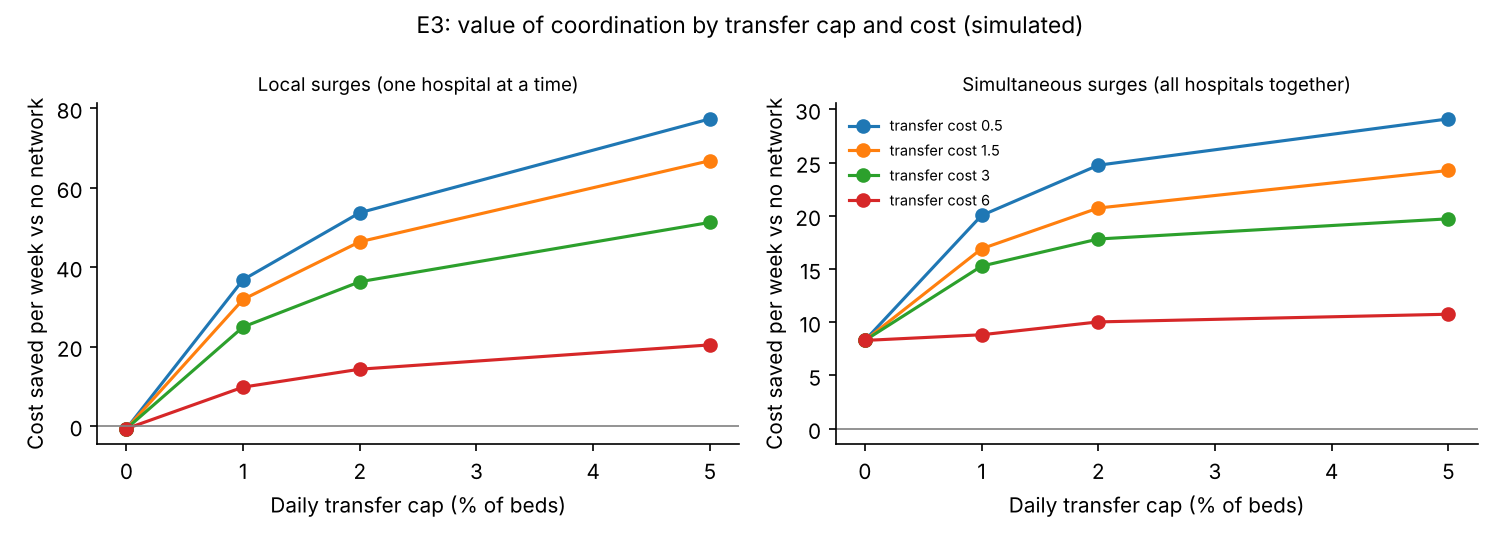 E3: value of coordination by transfer cap and cost (simulated)
Local surges (one hospital at a time)
Cost saved per week vs no network
80
60
40
20
0
0 1 2 3 4 5
Daily transfer cap (% of beds)
Simultaneous surges (all hospitals together)
Cost saved per week vs no network
30
25
20
15
10
5
0
transfer cost 0.5
transfer cost 1.5
transfer cost 3
transfer cost 6
0 1 2 3 4 5
Daily transfer cap (% of beds)